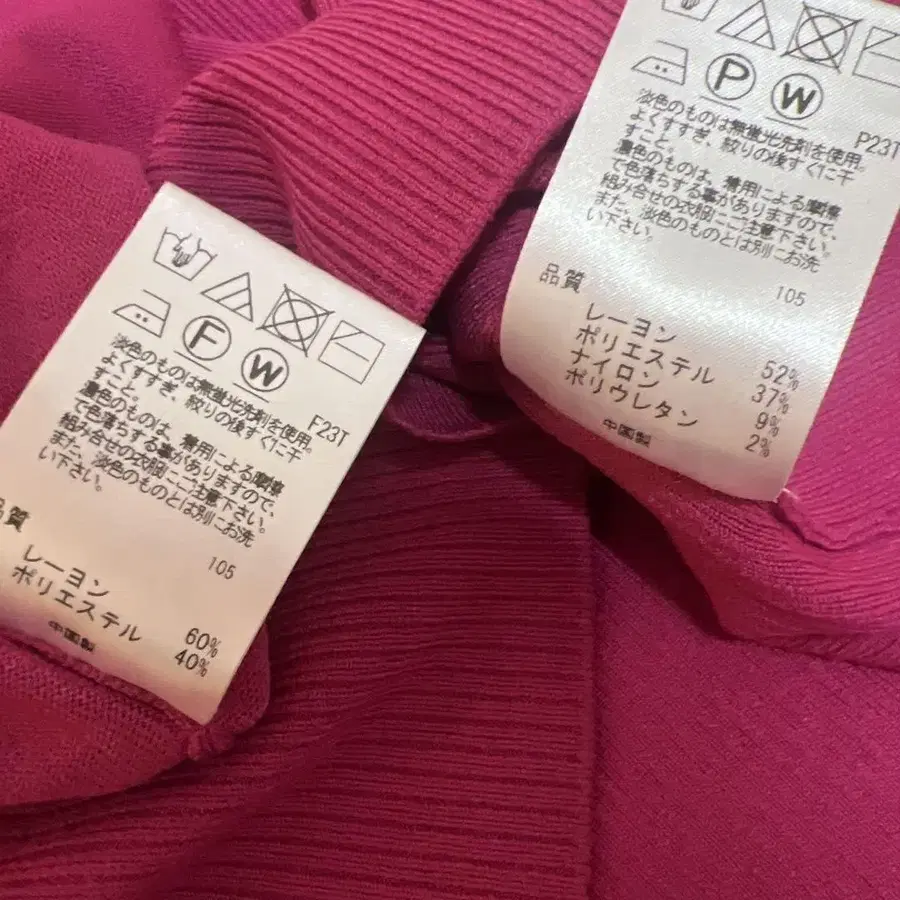 F
W
淡色のものは無蛍光洗剤を使用。
よくすすぎ、絞りの後すぐに干
すこと。
濃色のものは、着用による摩擦
で色落ちする事がありますので、
組み合せの衣服にご注意下さい。
また、淡色のものとは別にお洗
い下さい。
F23T
105
品質
レーヨン 60%
ポリエステル 40%
中国製
P
W
淡色のものは無蛍光洗剤を使用。
よくすすぎ、絞りの後すぐに干
すこと。
濃色のものは、着用による摩擦
で色落ちする事がありますので、
組み合せの衣服にご注意下さい。
また、淡色のものとは別にお洗
い下さい。
P23T
105
品質
レーヨン 52%
ポリエステル 37%
ナイロン 9%
ポリウレタン 2%
中国製